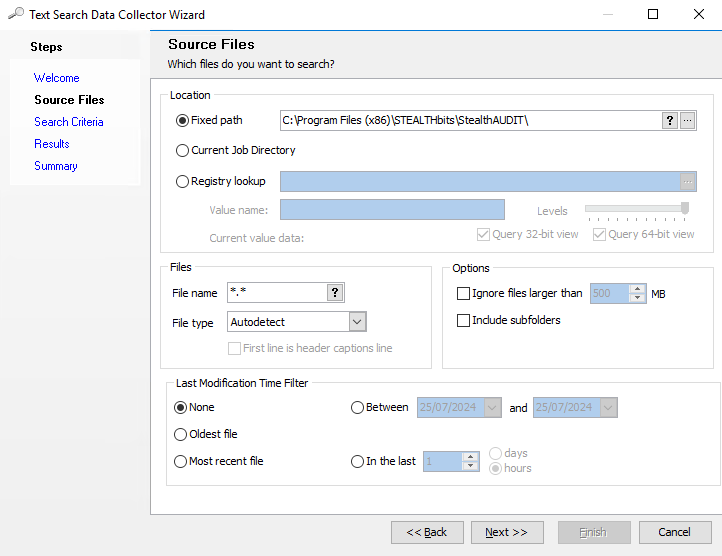 Text Search Data Collector Wizard
Steps
Welcome
Source Files
Search Criteria
Results
Summary
Source Files
Which files do you want to search?
Location
Fixed path C:\Program Files (x86)\STEALTHbits\StealthAUDIT\ ? ...
Current Job Directory
Registry lookup ...
Value name: Levels
Current value data: Query 32-bit view Query 64-bit view
Files
File name *.* ?
File type Autodetect
First line is header captions line
Options
Ignore files larger than 500 MB
Include subfolders
Last Modification Time Filter
None Between 25/07/2024 and 25/07/2024
Oldest file
Most recent file In the last 1 days
hours
<< Back Next >> Finish Cancel